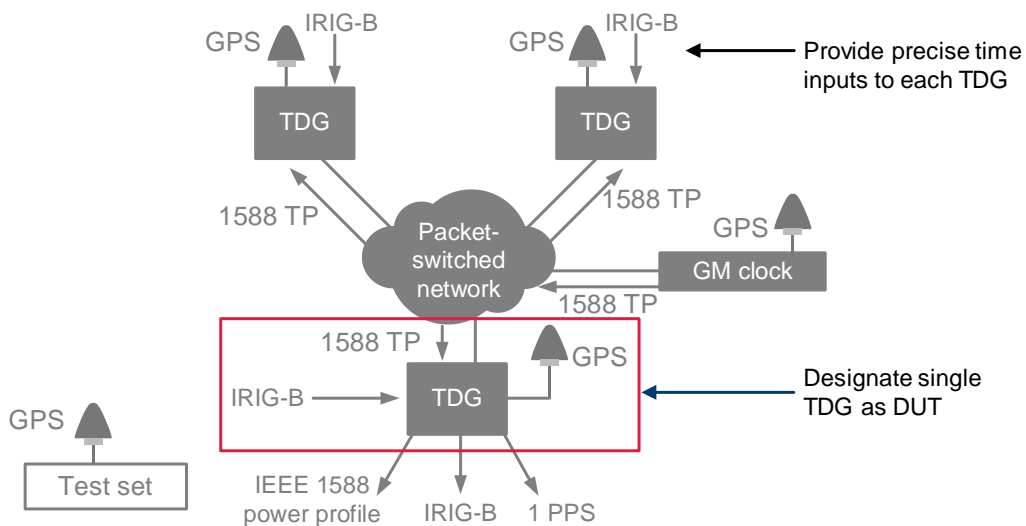 IRIG-B
GPS
TDG
IRIG-B
GPS
TDG
Provide precise time
inputs to each TDG
1588 TP
1588 TP
Packet-
switched
network
GPS
GM clock
1588 TP
1588 TP
GPS
IRIG-B
TDG
Designate single
TDG as DUT
GPS
Test set
IEEE 1588
power profile
IRIG-B
1 PPS